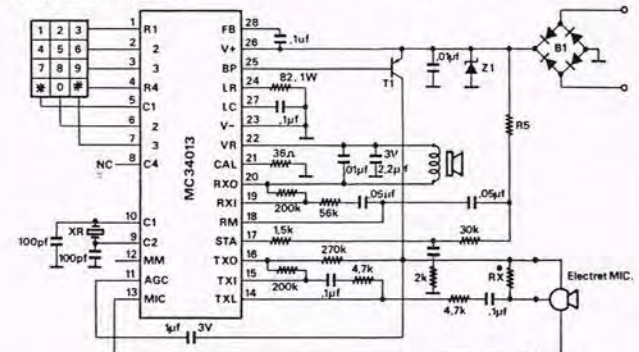 1 2 3
4 5 6
7 8 9
* 0 #
1 R1
2 2
3 3
4 R4
5 C1
6 2
7 3
NC 8 C4
10 C1
XR
9 C2
100pf
100pf
12 MM
11 AGC
13 MIC
1µf 3V
MC34013
FB 28
.1uf
V+ 26
BP 25
T1
.01µf
Z1
B1
LR 24
82.1W
LC 27
.1µf
V- 23
VR 22
CAL 21
36Ω
.01µf
3V
2,2µf
RXO 20
200k
RXI 19
56k
.05µf
.05µf
R5
RM 18
STA 17
1,5k
30k
TXO 16
270k
2k
200k
TXI 15
4,7k
.1µf
TXL 14
4,7k
.1µf
RX
Electret MIC.